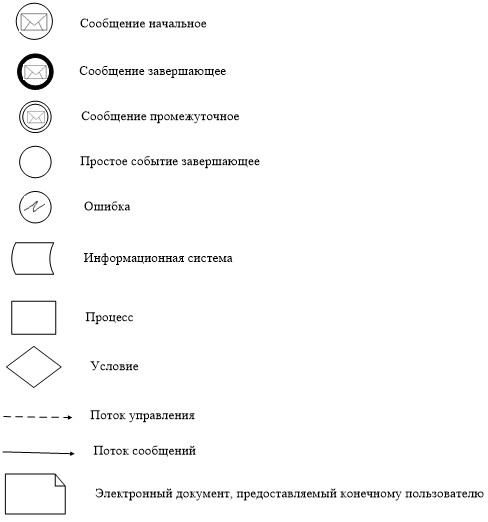 Сообщение начальное
Сообщение завершающее
Сообщение промежуточное
Простое событие завершающее
Ошибка
Информационная система
Процесс
Условие
Поток управления
Поток сообщений
Электронный документ, предоставляемый конечному пользователю